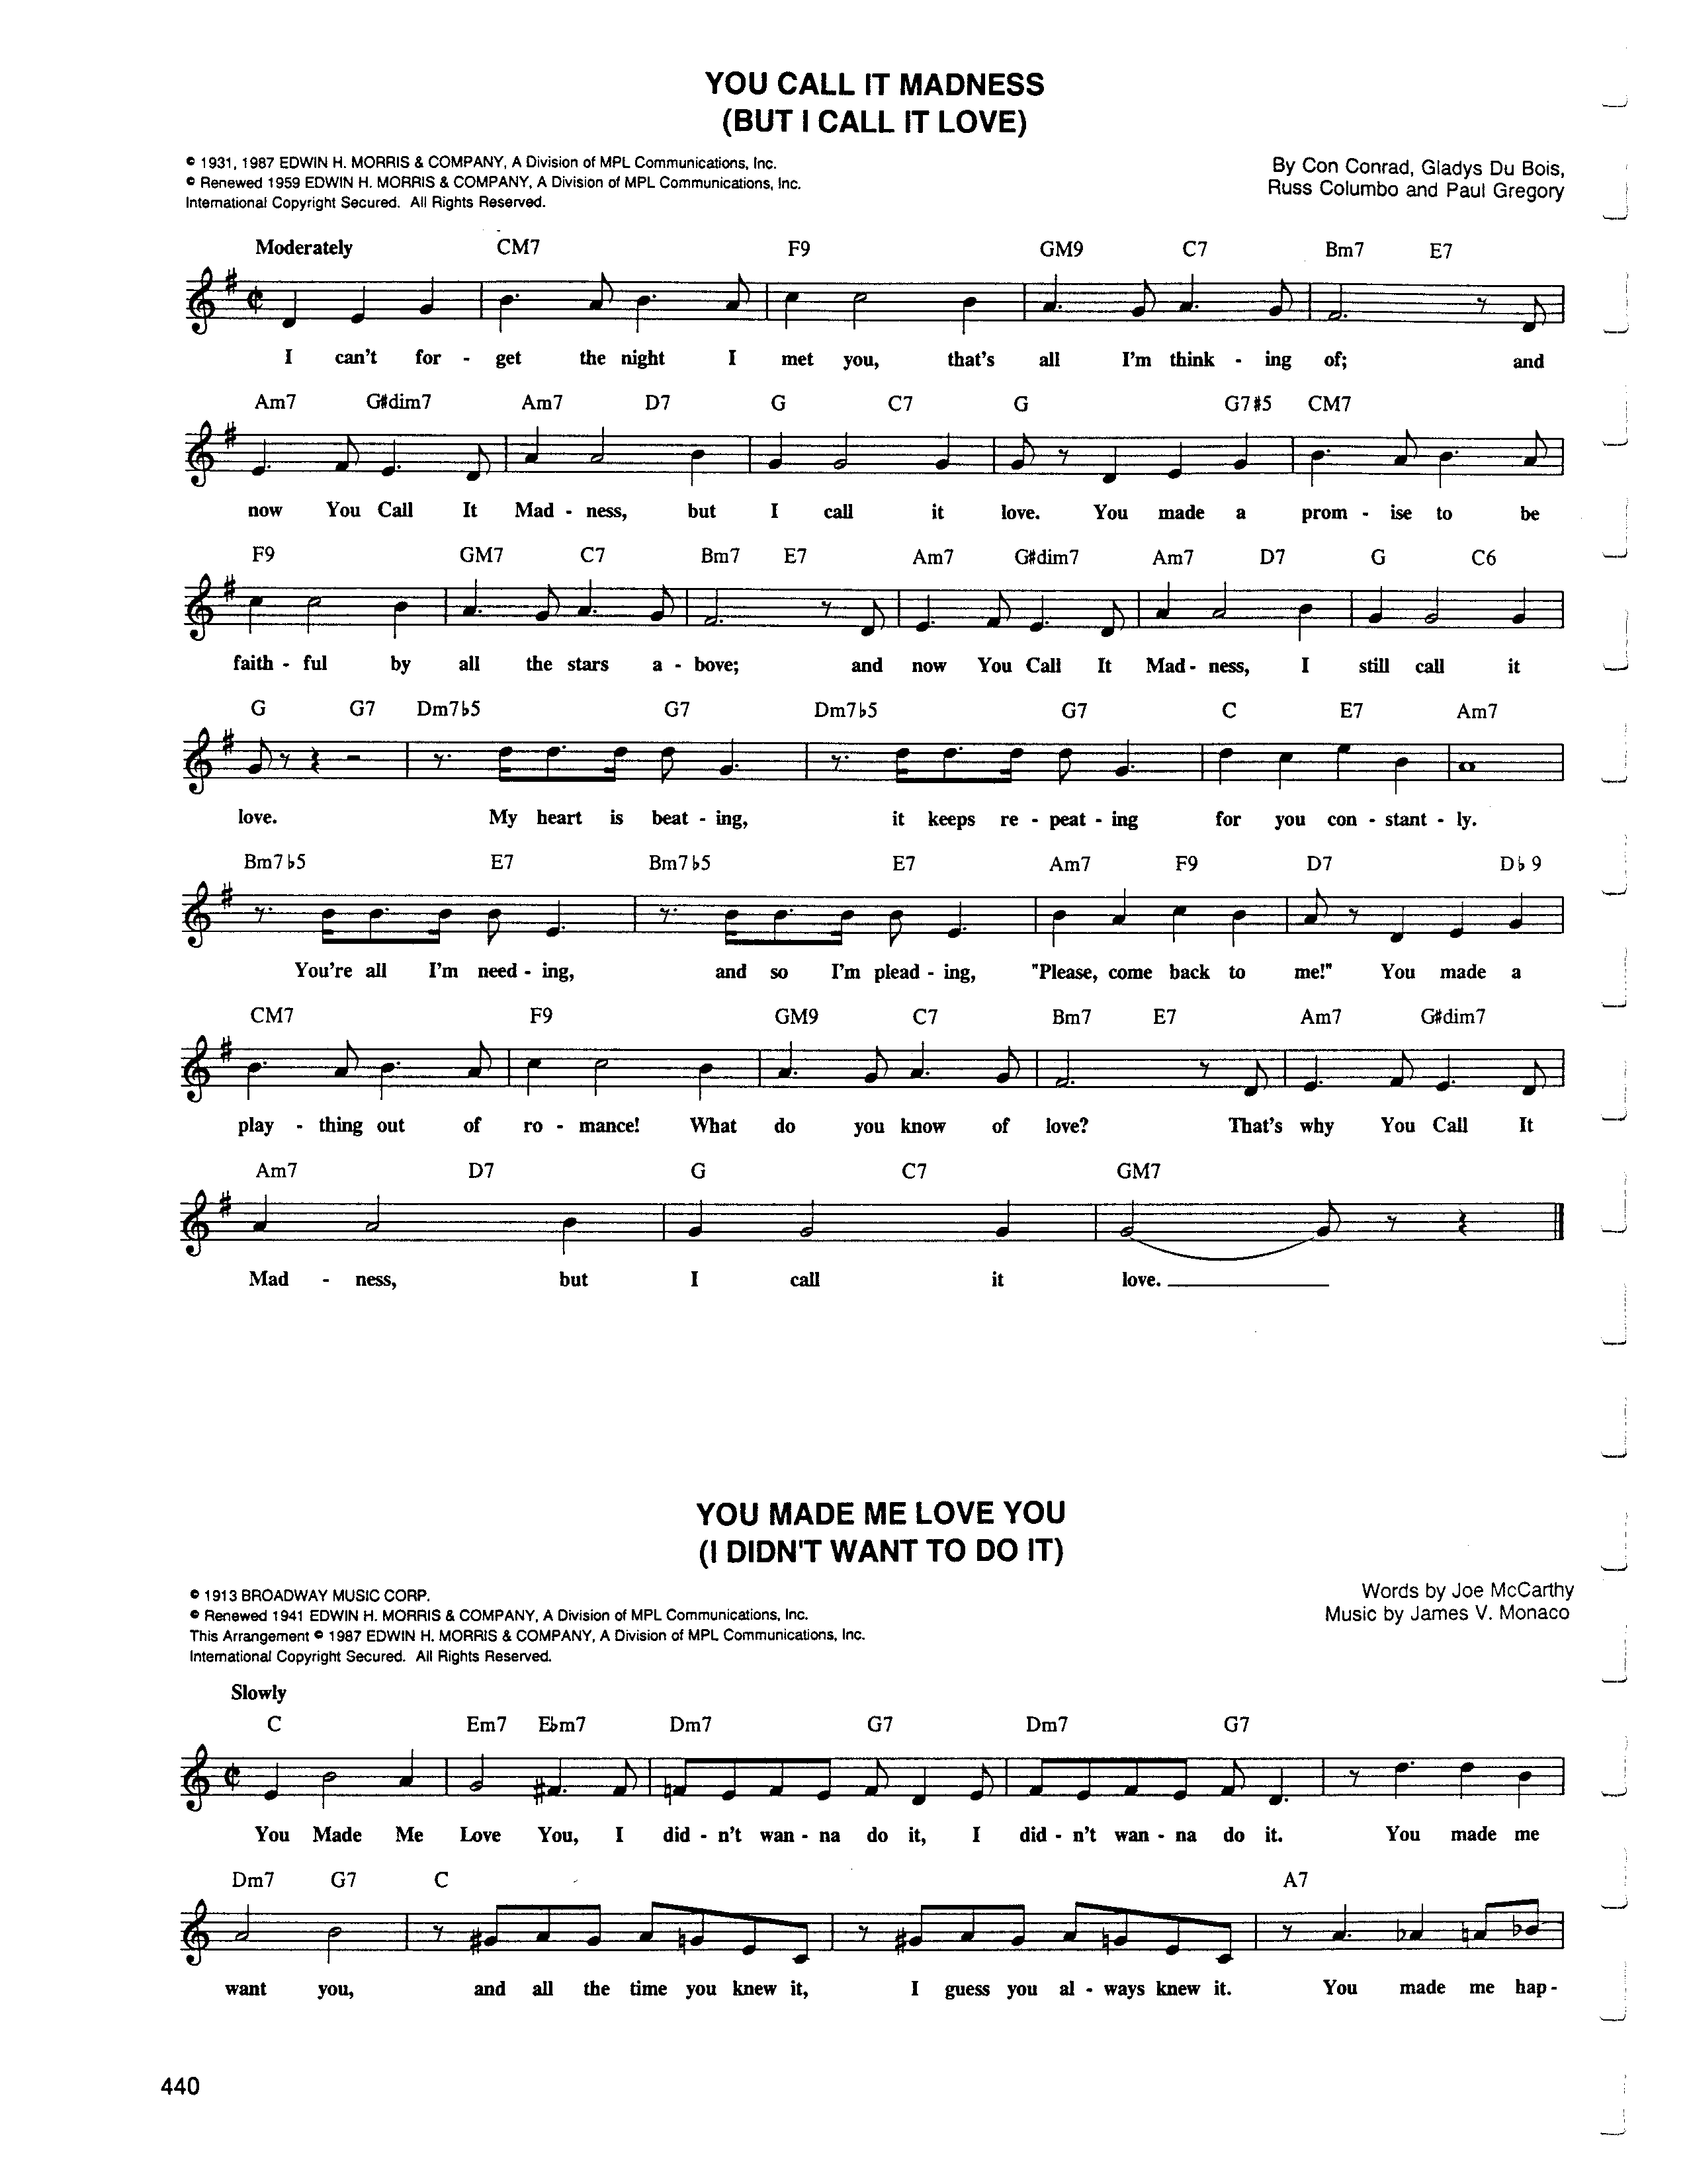 YOU CALL IT MADNESS
(BUT I CALL IT LOVE)
© 1931, 1987 EDWIN H. MORRIS & COMPANY, A Division of MPL Communications, Inc.
© Renewed 1959 EDWIN H. MORRIS & COMPANY, A Division of MPL Communications, Inc.
International Copyright Secured. All Rights Reserved.
By Con Conrad, Gladys Du Bois,
Russ Columbo and Paul Gregory
Moderately CM7 F9 GM9 C7 Bm7 E7
I can't for - get the night I met you, that's all I'm think - ing of; and
Am7 G#dim7 Am7 D7 G C7 G G7#5 CM7
now You Call It Mad - ness, but I call it love. You made a prom - ise to be
F9 GM7 C7 Bm7 E7 Am7 G#dim7 Am7 D7 G C6
faith - ful by all the stars a - bove; and now You Call It Mad - ness, I still call it
G G7 Dm7♭5 G7 Dm7♭5 G7 C E7 Am7
love. My heart is beat - ing, it keeps re - peat - ing for you con - stant - ly.
Bm7♭5 E7 Bm7♭5 E7 Am7 F9 D7 D♭9
You're all I'm need - ing, and so I'm plead - ing, "Please, come back to me!" You made a
CM7 F9 GM9 C7 Bm7 E7 Am7 G#dim7
play - thing out of ro - mance! What do you know of love? That's why You Call It
Am7 D7 G C7 GM7
Mad - ness, but I call it love.
YOU MADE ME LOVE YOU
(I DIDN'T WANT TO DO IT)
© 1913 BROADWAY MUSIC CORP.
© Renewed 1941 EDWIN H. MORRIS & COMPANY, A Division of MPL Communications, Inc.
This Arrangement © 1987 EDWIN H. MORRIS & COMPANY, A Division of MPL Communications, Inc.
International Copyright Secured. All Rights Reserved.
Words by Joe McCarthy
Music by James V. Monaco
Slowly
C Em7 E♭m7 Dm7 G7 Dm7 G7
You Made Me Love You, I did - n't wan - na do it, I did - n't wan - na do it. You made me
Dm7 G7 C A7
want you, and all the time you knew it, I guess you al - ways knew it. You made me hap -
440